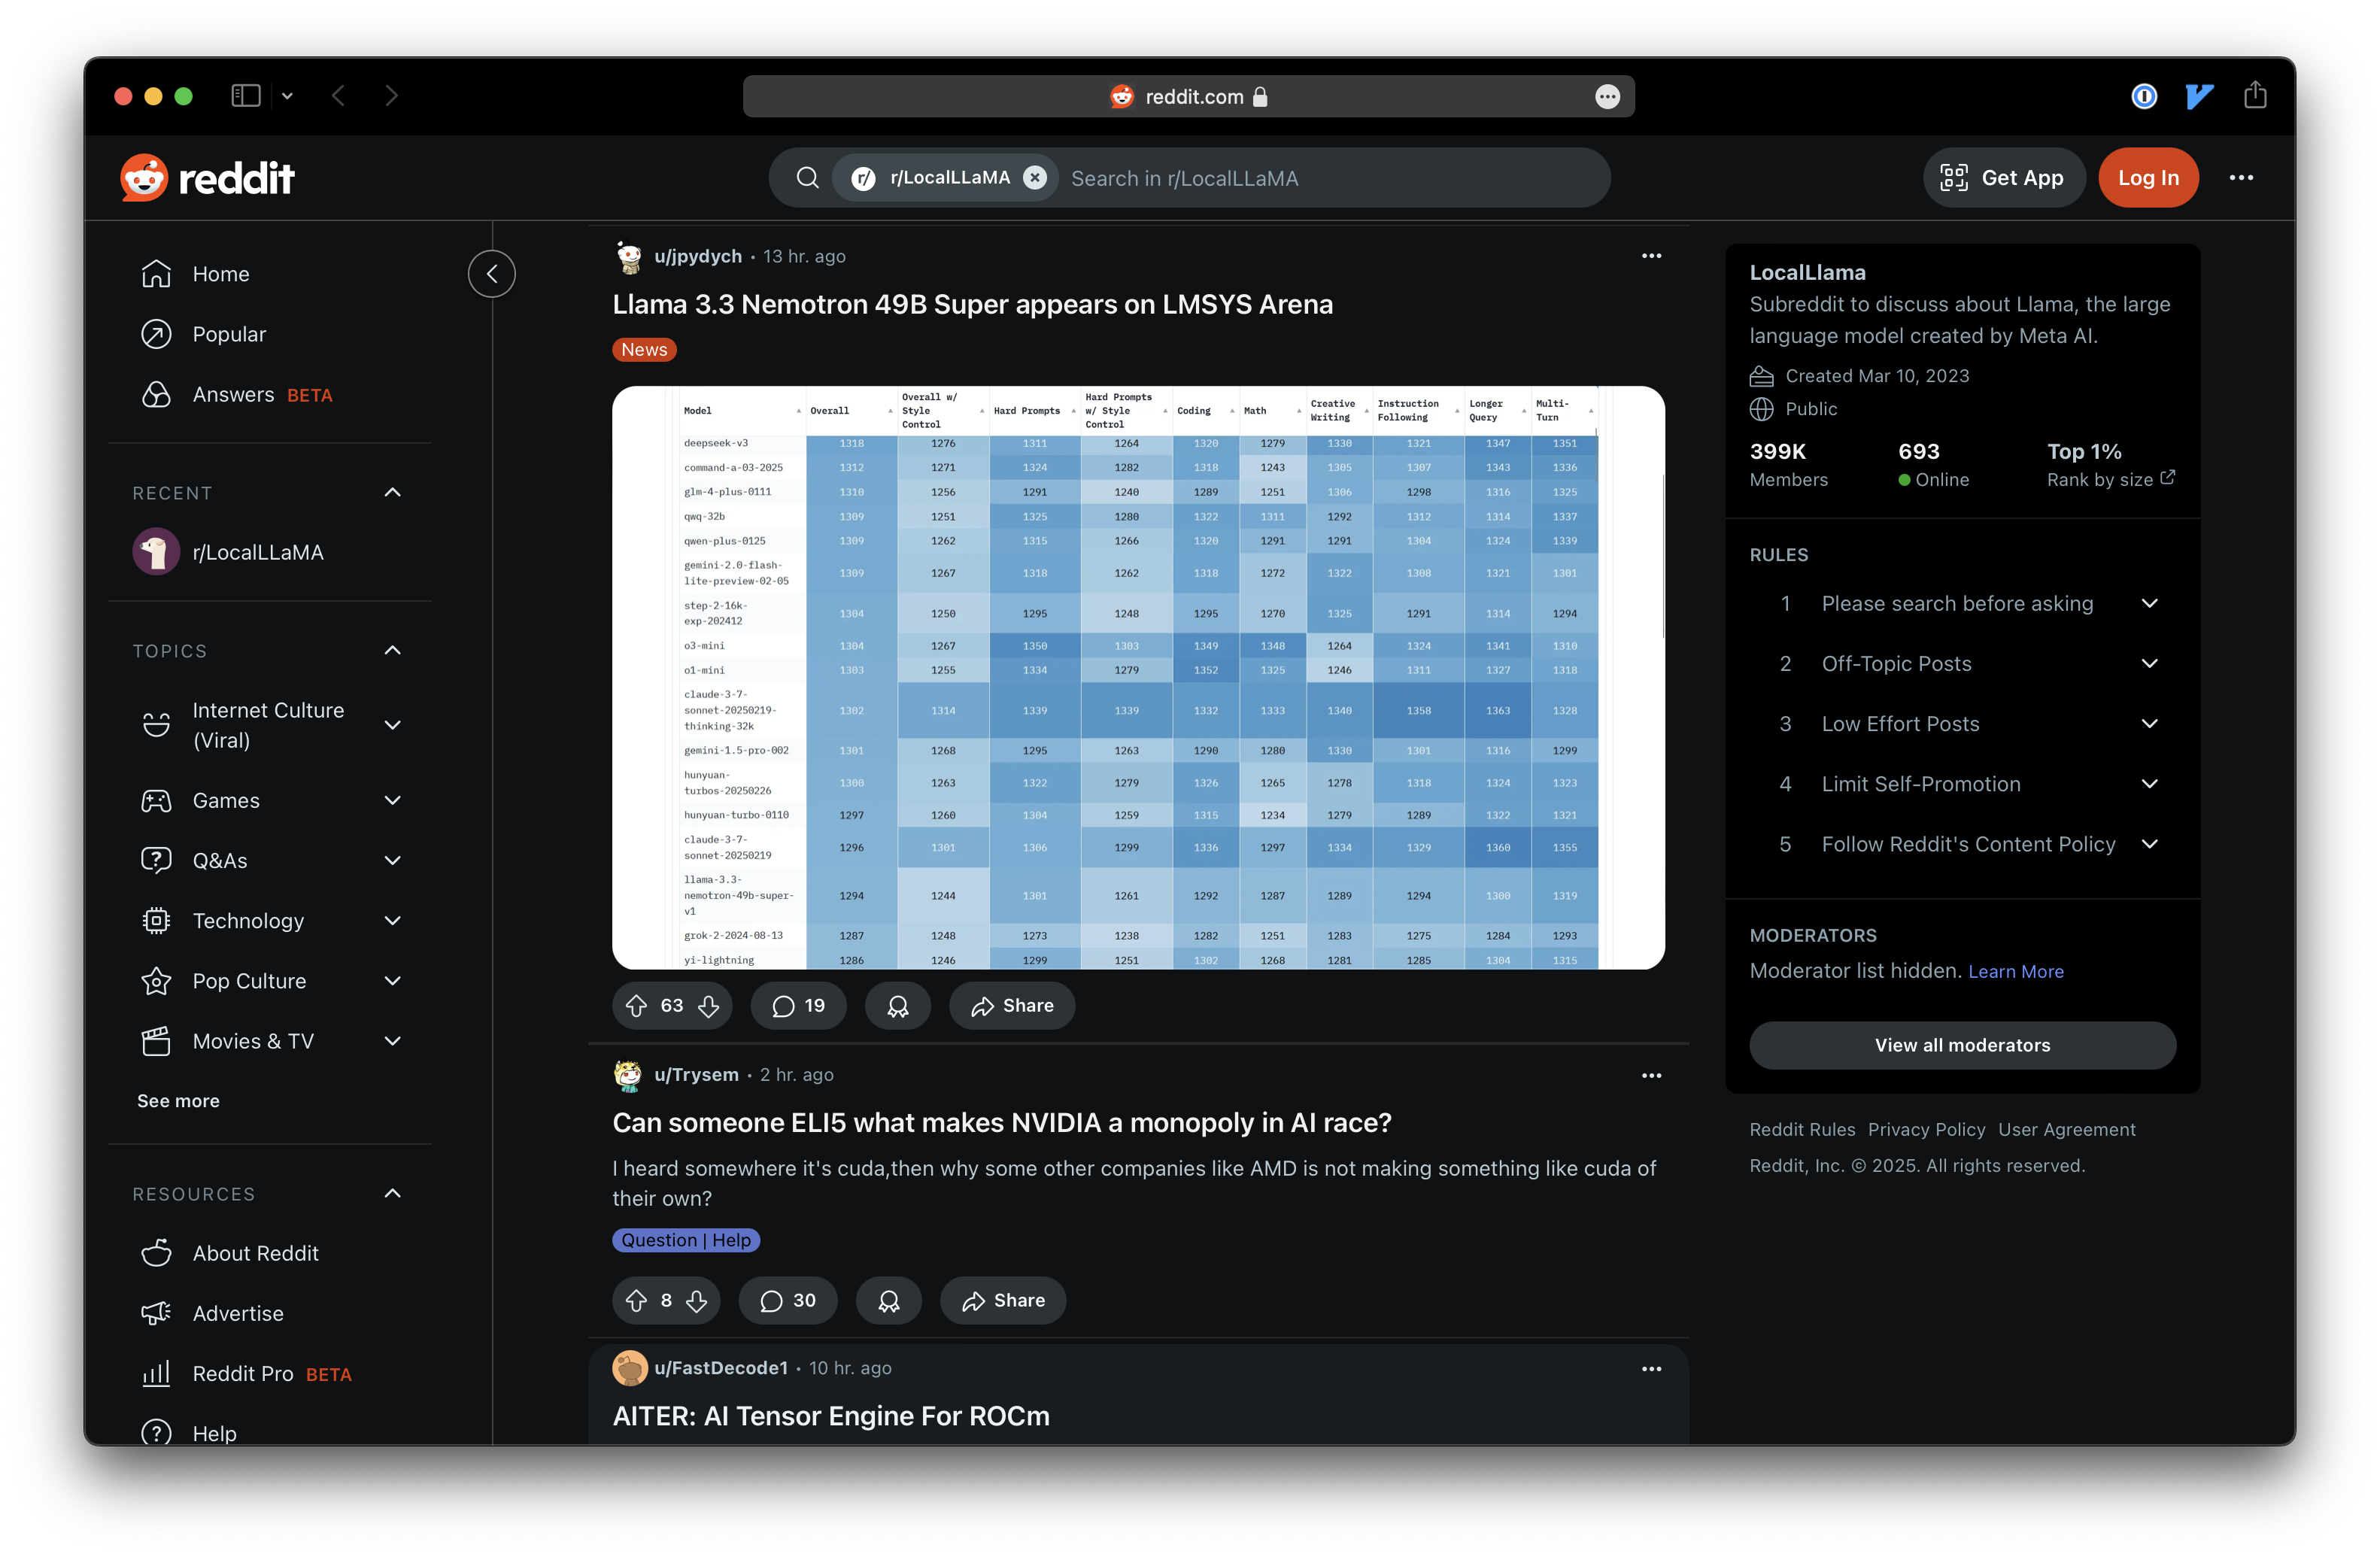 reddit.com
reddit
r/ r/LocalLLaMA Search in r/LocalLLaMA
Get App
Log In
Home
Popular
Answers BETA
RECENT
r/LocalLLaMA
TOPICS
Internet Culture
(Viral)
Games
Q&As
Technology
Pop Culture
Movies & TV
See more
RESOURCES
About Reddit
Advertise
Reddit Pro BETA
Help
u/jpydych • 13 hr. ago
Llama 3.3 Nemotron 49B Super appears on LMSYS Arena
News
Model Overall Overall w/ Style Control Hard Prompts Hard Prompts w/ Style Control Coding Math Creative Writing Instruction Following Longer Query Multi-Turn
deepseek-v3 1318 1276 1311 1264 1320 1279 1330 1321 1347 1351
command-a-03-2025 1312 1271 1324 1282 1318 1243 1305 1307 1343 1336
glm-4-plus-0111 1310 1256 1291 1240 1289 1251 1306 1298 1316 1325
qwq-32b 1309 1251 1325 1280 1322 1311 1292 1312 1314 1337
qwen-plus-0125 1309 1262 1315 1266 1320 1291 1291 1304 1324 1339
gemini-2.0-flash-lite-preview-02-05 1309 1267 1318 1262 1318 1272 1322 1308 1321 1301
step-2-16k-exp-202412 1304 1250 1295 1248 1295 1270 1325 1291 1314 1294
o3-mini 1304 1267 1350 1303 1349 1348 1264 1324 1341 1310
o1-mini 1303 1255 1334 1279 1352 1325 1246 1311 1327 1318
claude-3-7-sonnet-20250219-thinking-32k 1302 1314 1339 1339 1332 1333 1340 1358 1363 1328
gemini-1.5-pro-002 1301 1268 1295 1263 1290 1280 1330 1301 1316 1299
hunyuan-turbos-20250226 1300 1263 1322 1279 1326 1265 1278 1318 1324 1323
hunyuan-turbo-0110 1297 1260 1304 1259 1315 1234 1279 1289 1322 1321
claude-3-7-sonnet-20250219 1296 1301 1306 1299 1336 1297 1334 1329 1360 1355
llama-3.3-nemotron-49b-super-v1 1294 1244 1301 1261 1292 1287 1289 1294 1300 1319
grok-2-2024-08-13 1287 1248 1273 1238 1282 1251 1283 1275 1284 1293
yi-lightning 1286 1246 1299 1251 1302 1268 1281 1285 1304 1315
63 19 Share
u/Trysem • 2 hr. ago
Can someone ELI5 what makes NVIDIA a monopoly in AI race?
I heard somewhere it's cuda,then why some other companies like AMD is not making something like cuda of
their own?
Question | Help
8 30 Share
u/FastDecode1 • 10 hr. ago
AITER: AI Tensor Engine For ROCm
LocalLlama
Subreddit to discuss about Llama, the large
language model created by Meta AI.
Created Mar 10, 2023
Public
399K 693 Top 1%
Members Online Rank by size
RULES
1 Please search before asking
2 Off-Topic Posts
3 Low Effort Posts
4 Limit Self-Promotion
5 Follow Reddit's Content Policy
MODERATORS
Moderator list hidden. Learn More
View all moderators
Reddit Rules Privacy Policy User Agreement
Reddit, Inc. © 2025. All rights reserved.